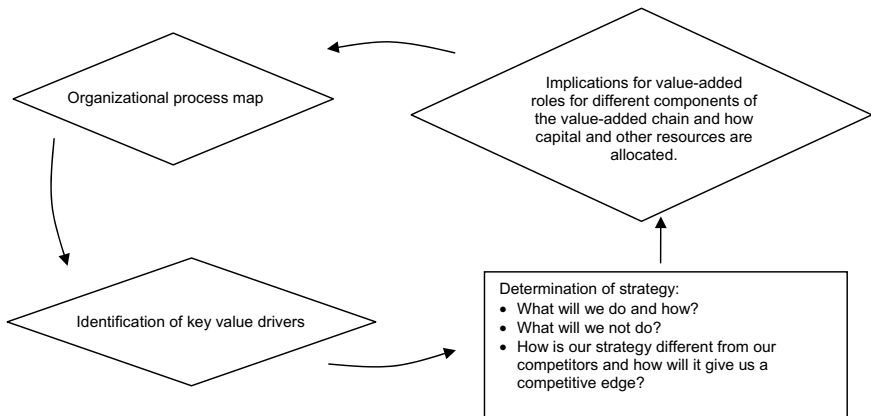 Organizational process map
Implications for value-added
roles for different components of
the value-added chain and how
capital and other resources are
allocated.
Identification of key value drivers
Determination of strategy:
• What will we do and how?
• What will we not do?
• How is our strategy different from our
competitors and how will it give us a
competitive edge?